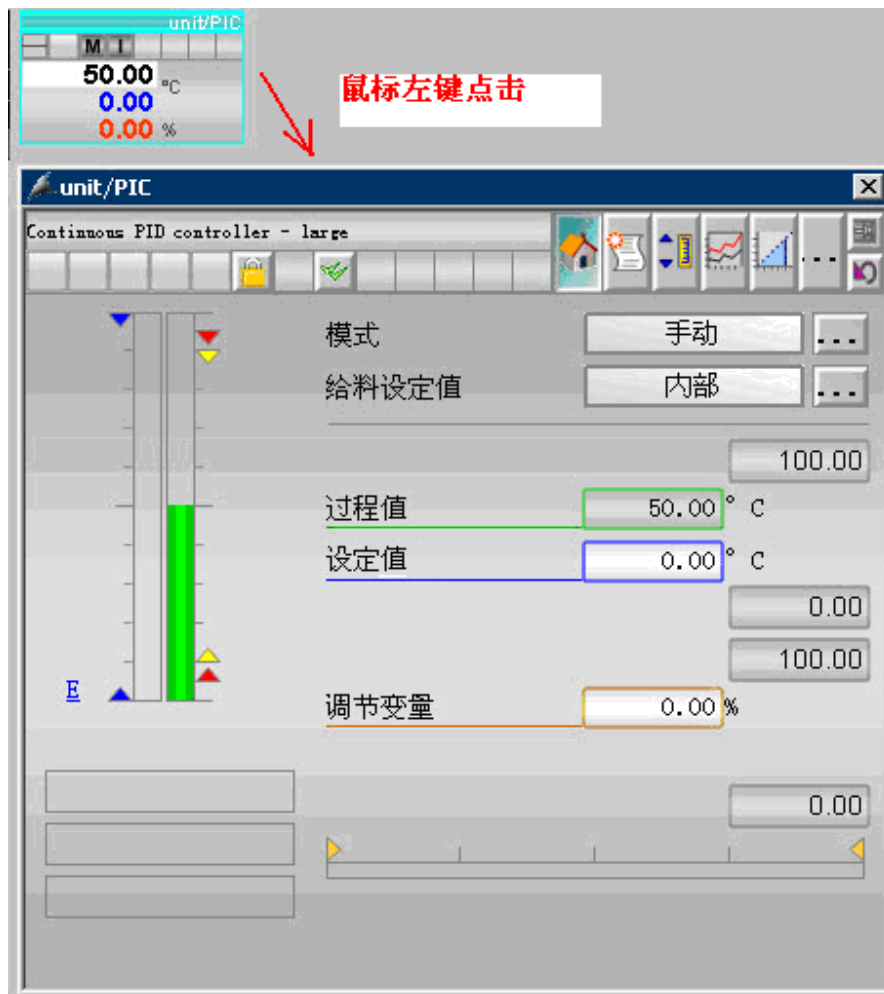 unit/PIC
M I
50.00 °C
0.00
0.00 %
鼠标左键点击
unit/PIC
Continuous PID controller - large
...
模式 手动 ...
给料设定值 内部 ...
100.00
过程值 50.00 ° C
设定值 0.00 ° C
0.00
100.00
E
调节变量 0.00 %
0.00